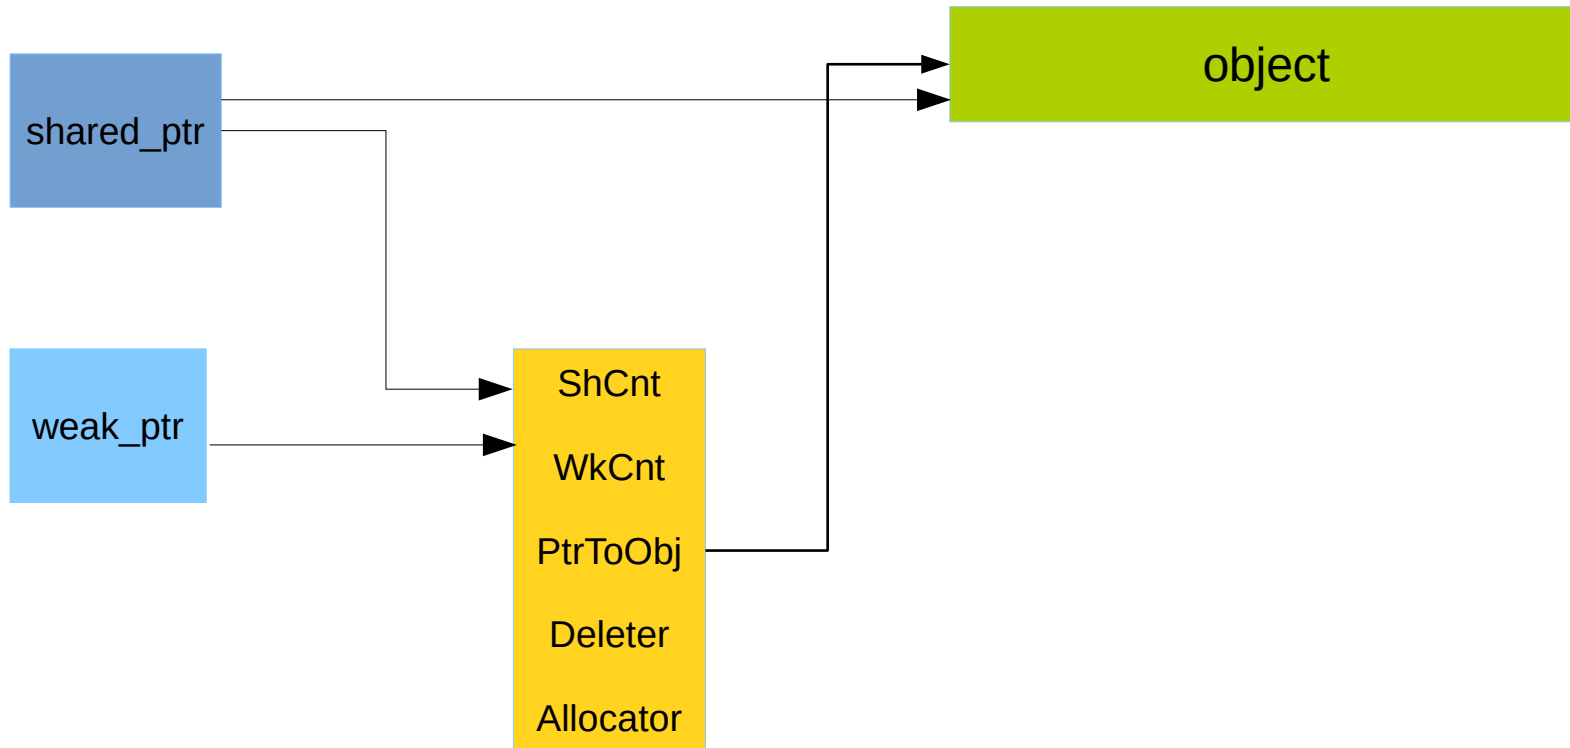 object
shared_ptr
weak_ptr
ShCnt
WkCnt
PtrToObj
Deleter
Allocator